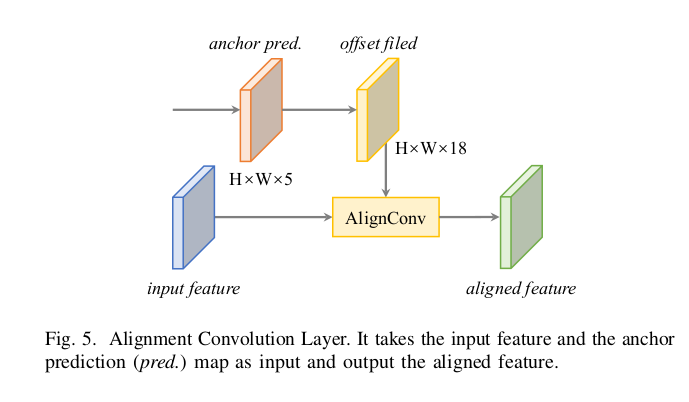 anchor pred.
offset filed
H×W×18
H×W×5
AlignConv
input feature
aligned feature
Fig. 5. Alignment Convolution Layer. It takes the input feature and the anchor
prediction (pred.) map as input and output the aligned feature.